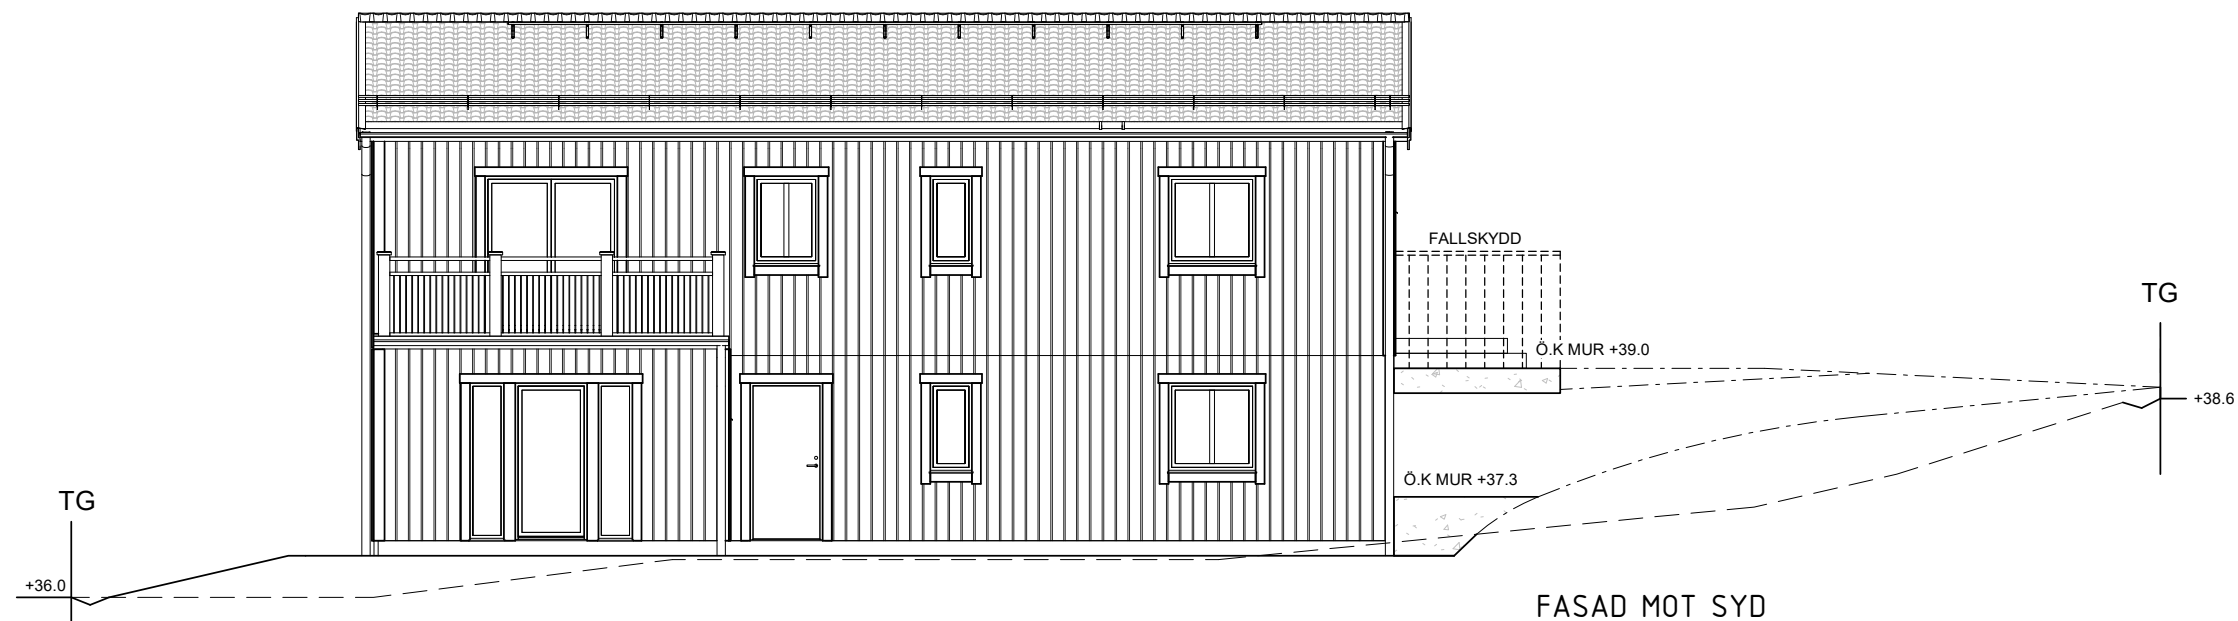 FALLSKYDD
TG
Ö.K MUR +39.0
+38.6
Ö.K MUR +37.3
TG
+36.0
FASAD MOT SYD